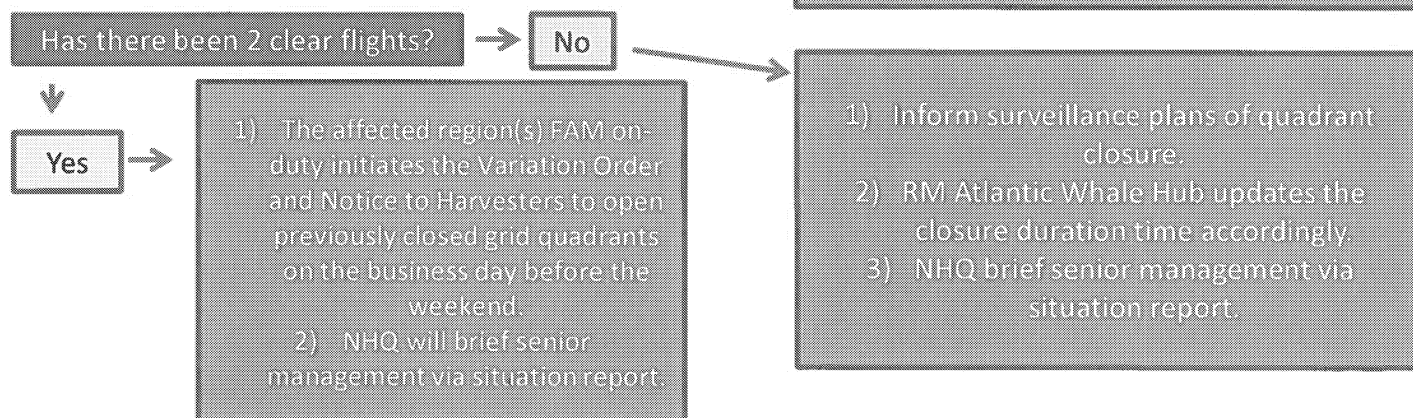 Has there been 2 clear flights?
No
Yes
1) The affected region(s) FAM on-
duty initiates the Variation Order
and Notice to Harvesters to open
previously closed grid quadrants
on the business day before the
weekend.
2) NHQ will brief senior
management via situation report.
1) Inform surveillance plans of quadrant
closure.
2) RM Atlantic Whale Hub updates the
closure duration time accordingly.
3) NHQ brief senior management via
situation report.